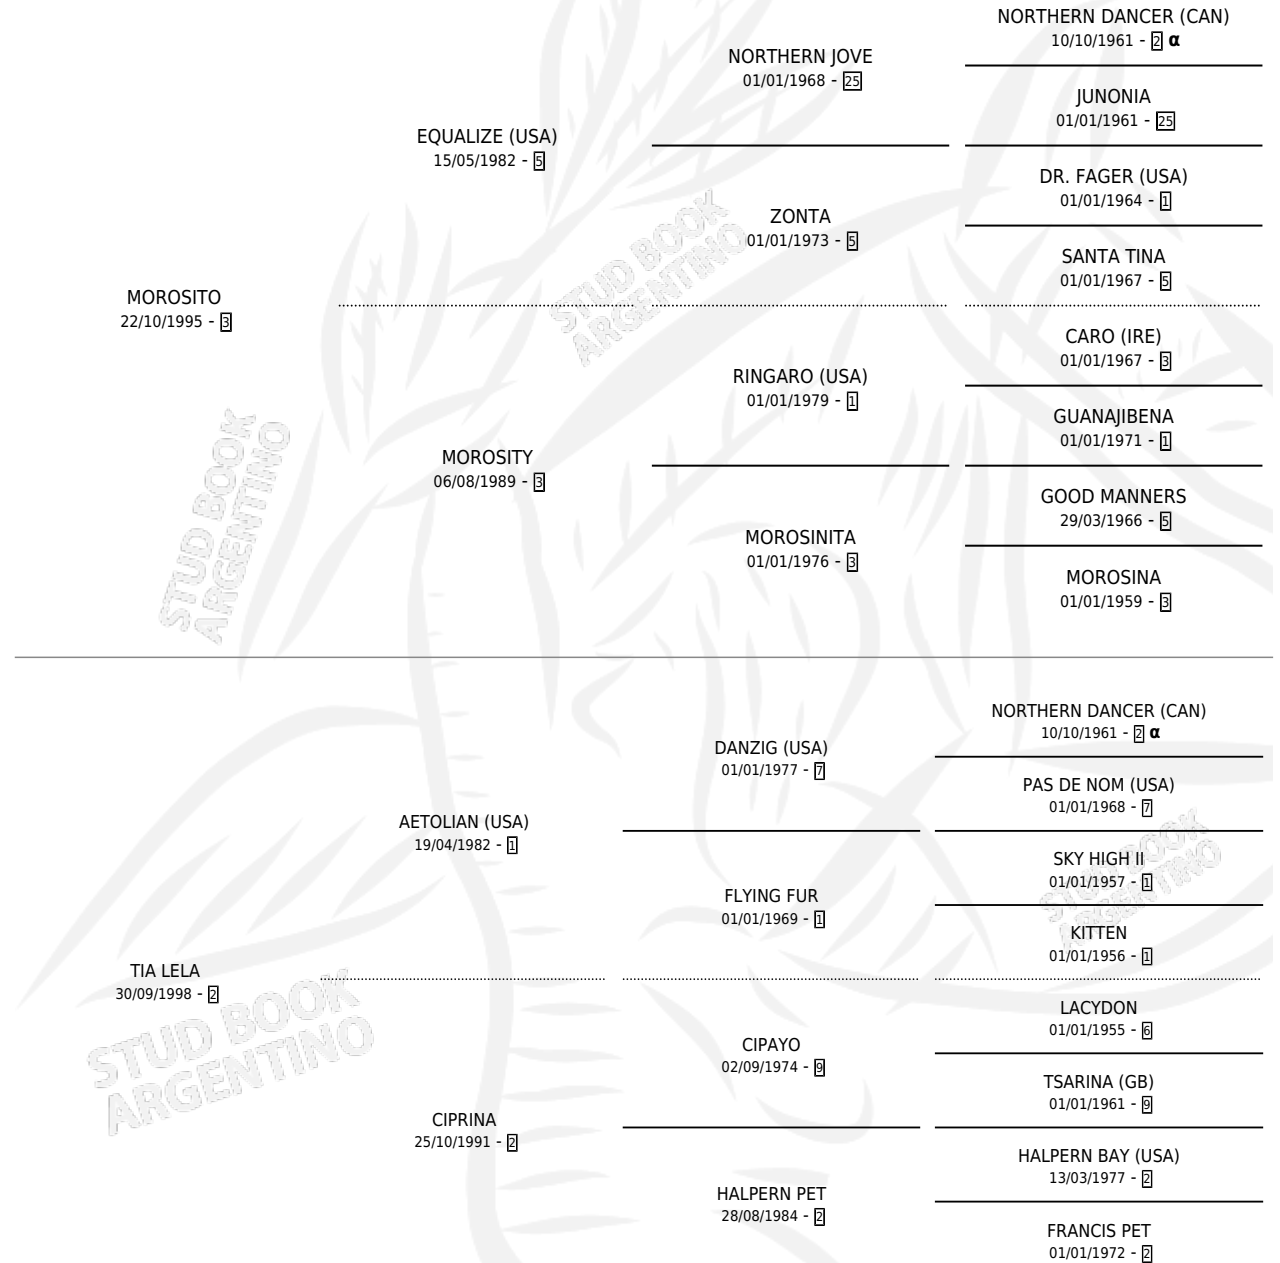 NORTHERN DANCER (CAN)
10/10/1961 - 2 α
NORTHERN JOVE
01/01/1968 - 25
JUNONIA
01/01/1961 - 25
EQUALIZE (USA)
15/05/1982 - 5
DR. FAGER (USA)
01/01/1964 - 1
ZONTA
01/01/1973 - 5
SANTA TINA
01/01/1967 - 5
MOROSITO
22/10/1995 - 3
CARO (IRE)
01/01/1967 - 3
RINGARO (USA)
01/01/1979 - 1
GUANAJIBENA
01/01/1971 - 1
MOROSITY
06/08/1989 - 3
GOOD MANNERS
29/03/1966 - 5
MOROSINITA
01/01/1976 - 3
MOROSINA
01/01/1959 - 3
STUD BOOK
ARGENTINO
STUD BOOK
ARGENTINO
NORTHERN DANCER (CAN)
10/10/1961 - 2 α
DANZIG (USA)
01/01/1977 - 7
PAS DE NOM (USA)
01/01/1968 - 7
AETOLIAN (USA)
19/04/1982 - 1
SKY HIGH II
01/01/1957 - 1
FLYING FUR
01/01/1969 - 1
KITTEN
01/01/1956 - 1
TIA LELA
30/09/1998 - 2
LACYDON
01/01/1955 - 6
CIPAYO
02/09/1974 - 9
TSARINA (GB)
01/01/1961 - 9
CIPRINA
25/10/1991 - 2
HALPERN BAY (USA)
13/03/1977 - 2
HALPERN PET
28/08/1984 - 2
FRANCIS PET
01/01/1972 - 2
STUD BOOK
ARGENTINO
STUD BOOK
ARGENTINO